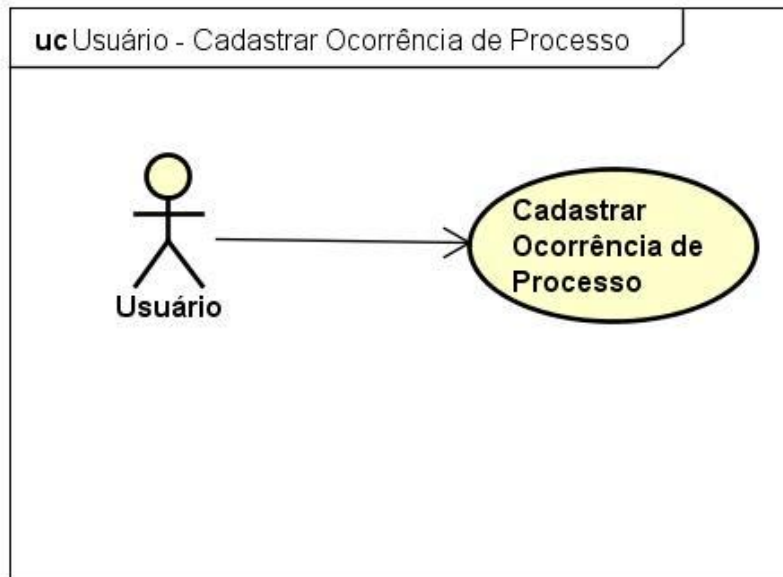 uc Usuário - Cadastrar Ocorrência de Processo
Cadastrar
Ocorrência de
Processo
Usuário